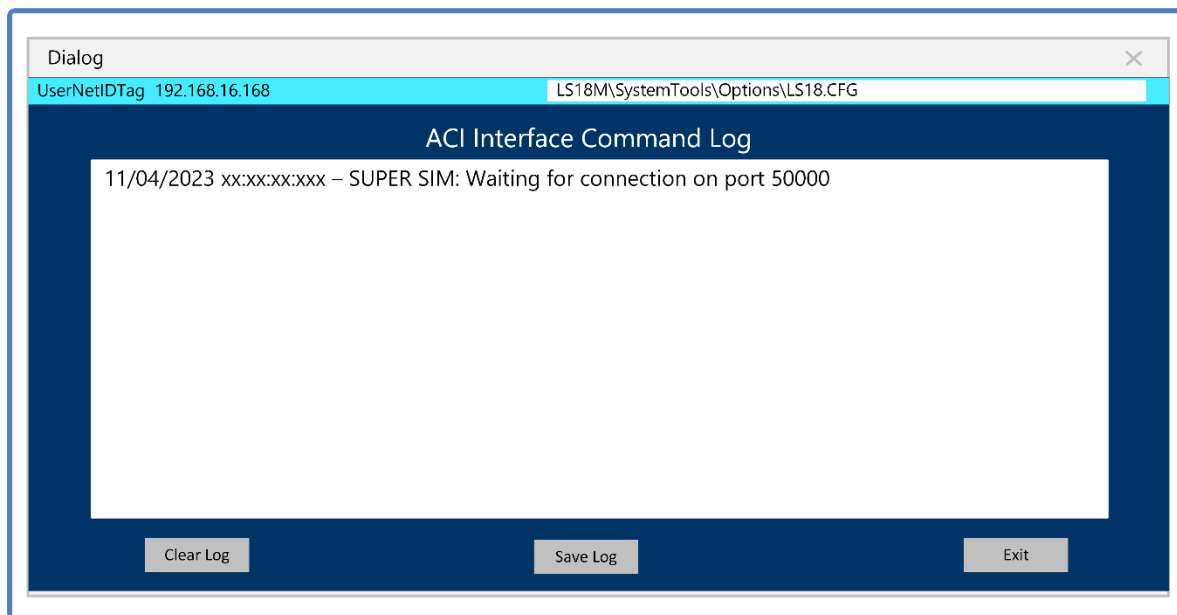 Dialog
UserNetIDTag 192.168.16.168 LS18M\SystemTools\Options\LS18.CFG
ACI Interface Command Log
11/04/2023 xx:xx:xx:xxx – SUPER SIM: Waiting for connection on port 50000
Clear Log Save Log Exit